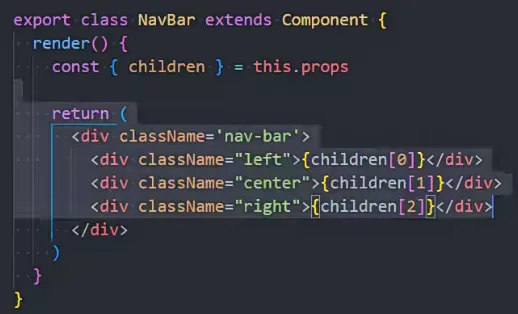 export class NavBar extends Component {
  render() {
    const { children } = this.props

    return (
      <div className='nav-bar'>
        <div className="left">{children[0]}</div>
        <div className="center">{children[1]}</div>
        <div className="right">{children[2]}</div>
      </div>
    )
  }
}